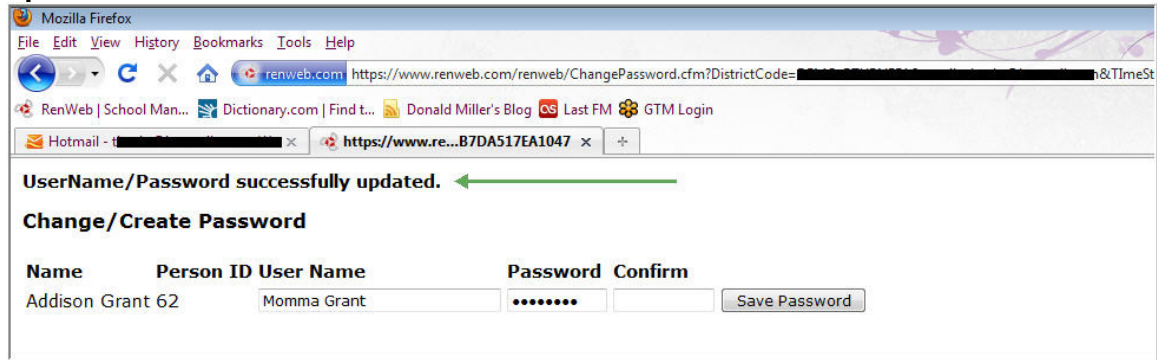 Mozilla Firefox
File Edit View History Bookmarks Tools Help
renweb.com https://www.renweb.com/renweb/ChangePassword.cfm?DistrictCode= &TImeSt
RenWeb | School Man... Dictionary.com | Find t... Donald Miller's Blog Last FM GTM Login
Hotmail - t https://www.re...B7DA517EA1047
UserName/Password successfully updated.
Change/Create Password
Name Person ID User Name Password Confirm
Addison Grant 62 Momma Grant •••••••• Save Password